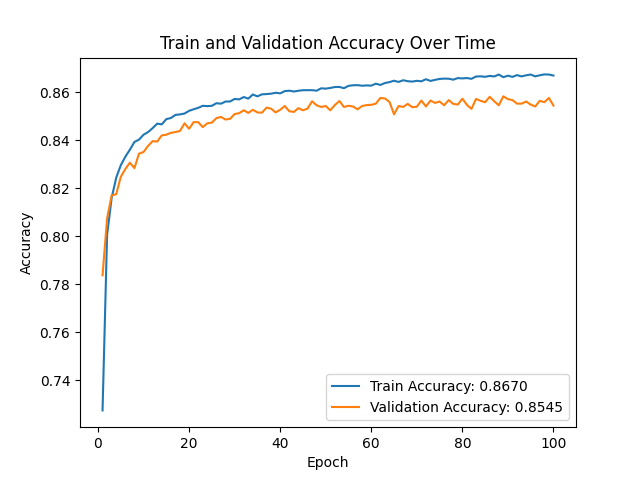 Train and Validation Accuracy Over Time
Accuracy
0.86
0.84
0.82
0.80
0.78
0.76
0.74
Train Accuracy: 0.8670
Validation Accuracy: 0.8545
0 20 40 60 80 100
Epoch